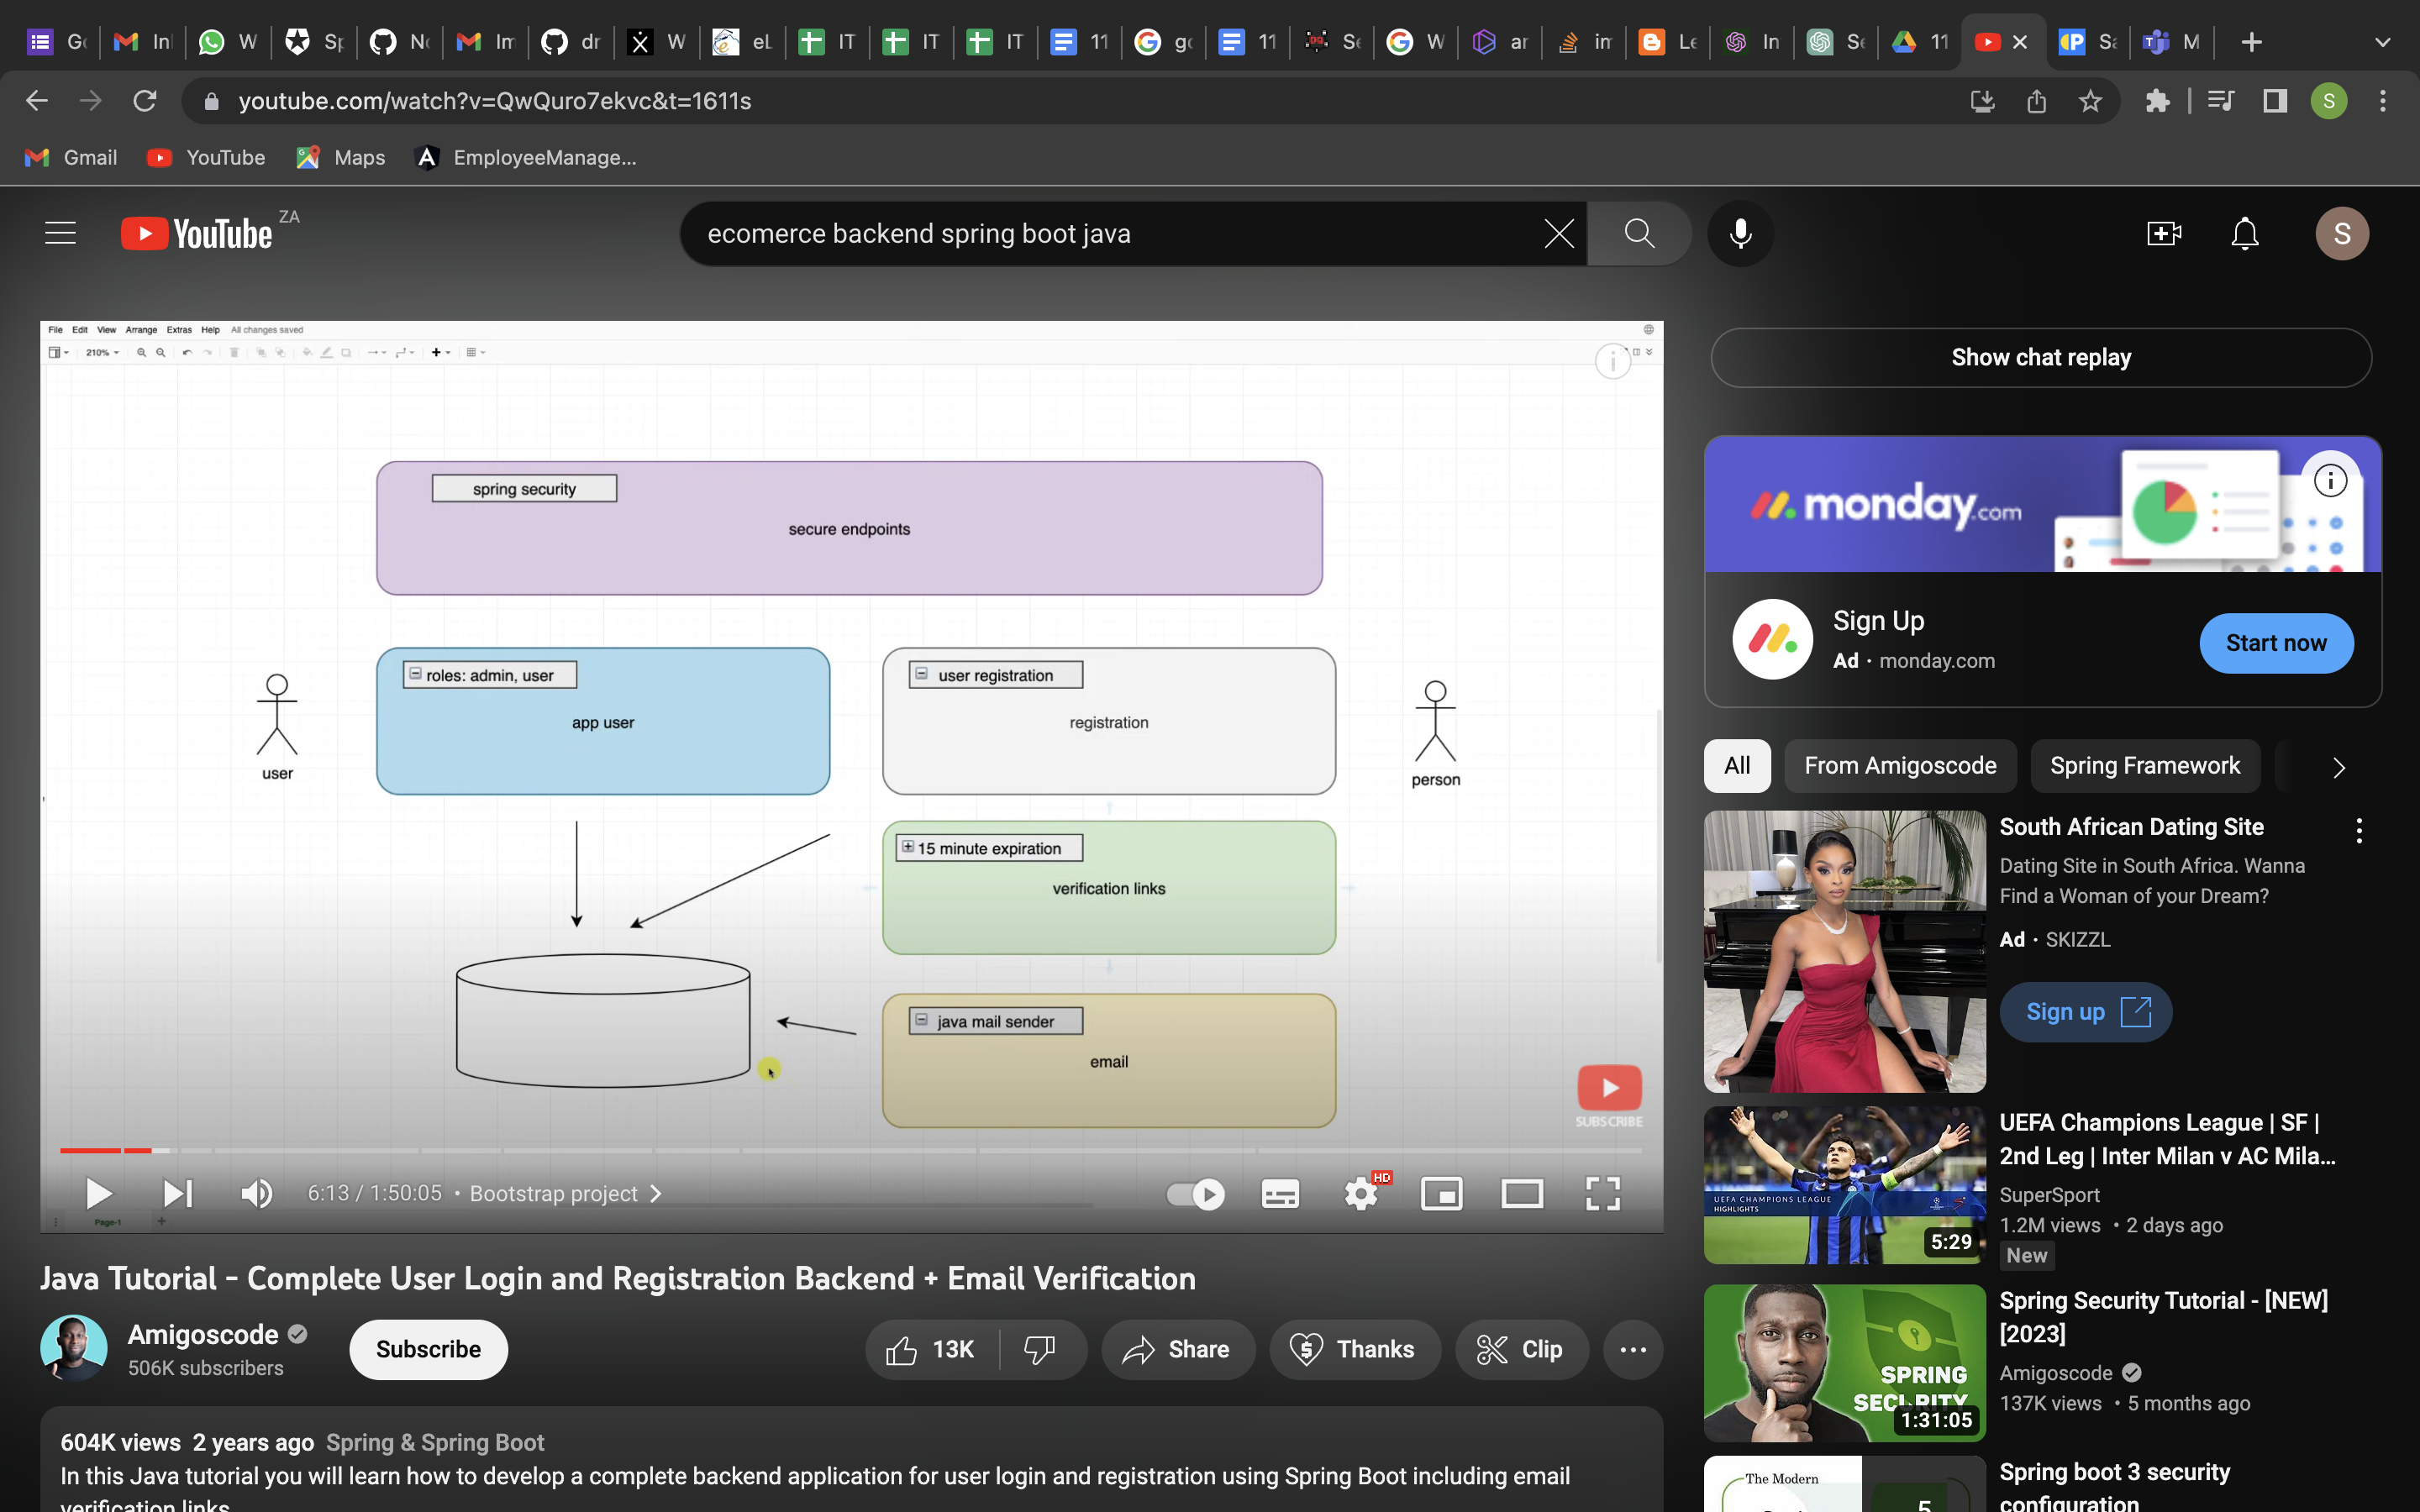 Gc
In
W
Sp
Nc
Im
dr
W
eL
IT
IT
IT
11
gc
11
Se
W
ar
in
Le
In
Se
11
Sa
M
youtube.com/watch?v=QwQuro7ekvc&t=1611s
Gmail
YouTube
Maps
EmployeeManage...
YouTube ZA
ecomerce backend spring boot java
S
File Edit View Arrange Extras Help All changes saved
210%
spring security
secure endpoints
roles: admin, user
app user
user registration
registration
user
person
15 minute expiration
verification links
java mail sender
email
SUBSCRIBE
6:13 / 1:50:05 • Bootstrap project
HD
Page-1
Java Tutorial - Complete User Login and Registration Backend + Email Verification
Amigoscode
506K subscribers
Subscribe
13K
Share
Thanks
Clip
604K views 2 years ago Spring & Spring Boot
In this Java tutorial you will learn how to develop a complete backend application for user login and registration using Spring Boot including email
verification links
Show chat replay
monday.com
Sign Up
Ad • monday.com
Start now
All
From Amigoscode
Spring Framework
South African Dating Site
Dating Site in South Africa. Wanna
Find a Woman of your Dream?
Ad • SKIZZL
Sign up
UEFA CHAMPIONS LEAGUE
HIGHLIGHTS
5:29
UEFA Champions League | SF |
2nd Leg | Inter Milan v AC Mila...
SuperSport
1.2M views • 2 days ago
New
SPRING
SECURITY
1:31:05
Spring Security Tutorial - [NEW]
[2023]
Amigoscode
137K views • 5 months ago
The Modern
5
Spring boot 3 security
configuration